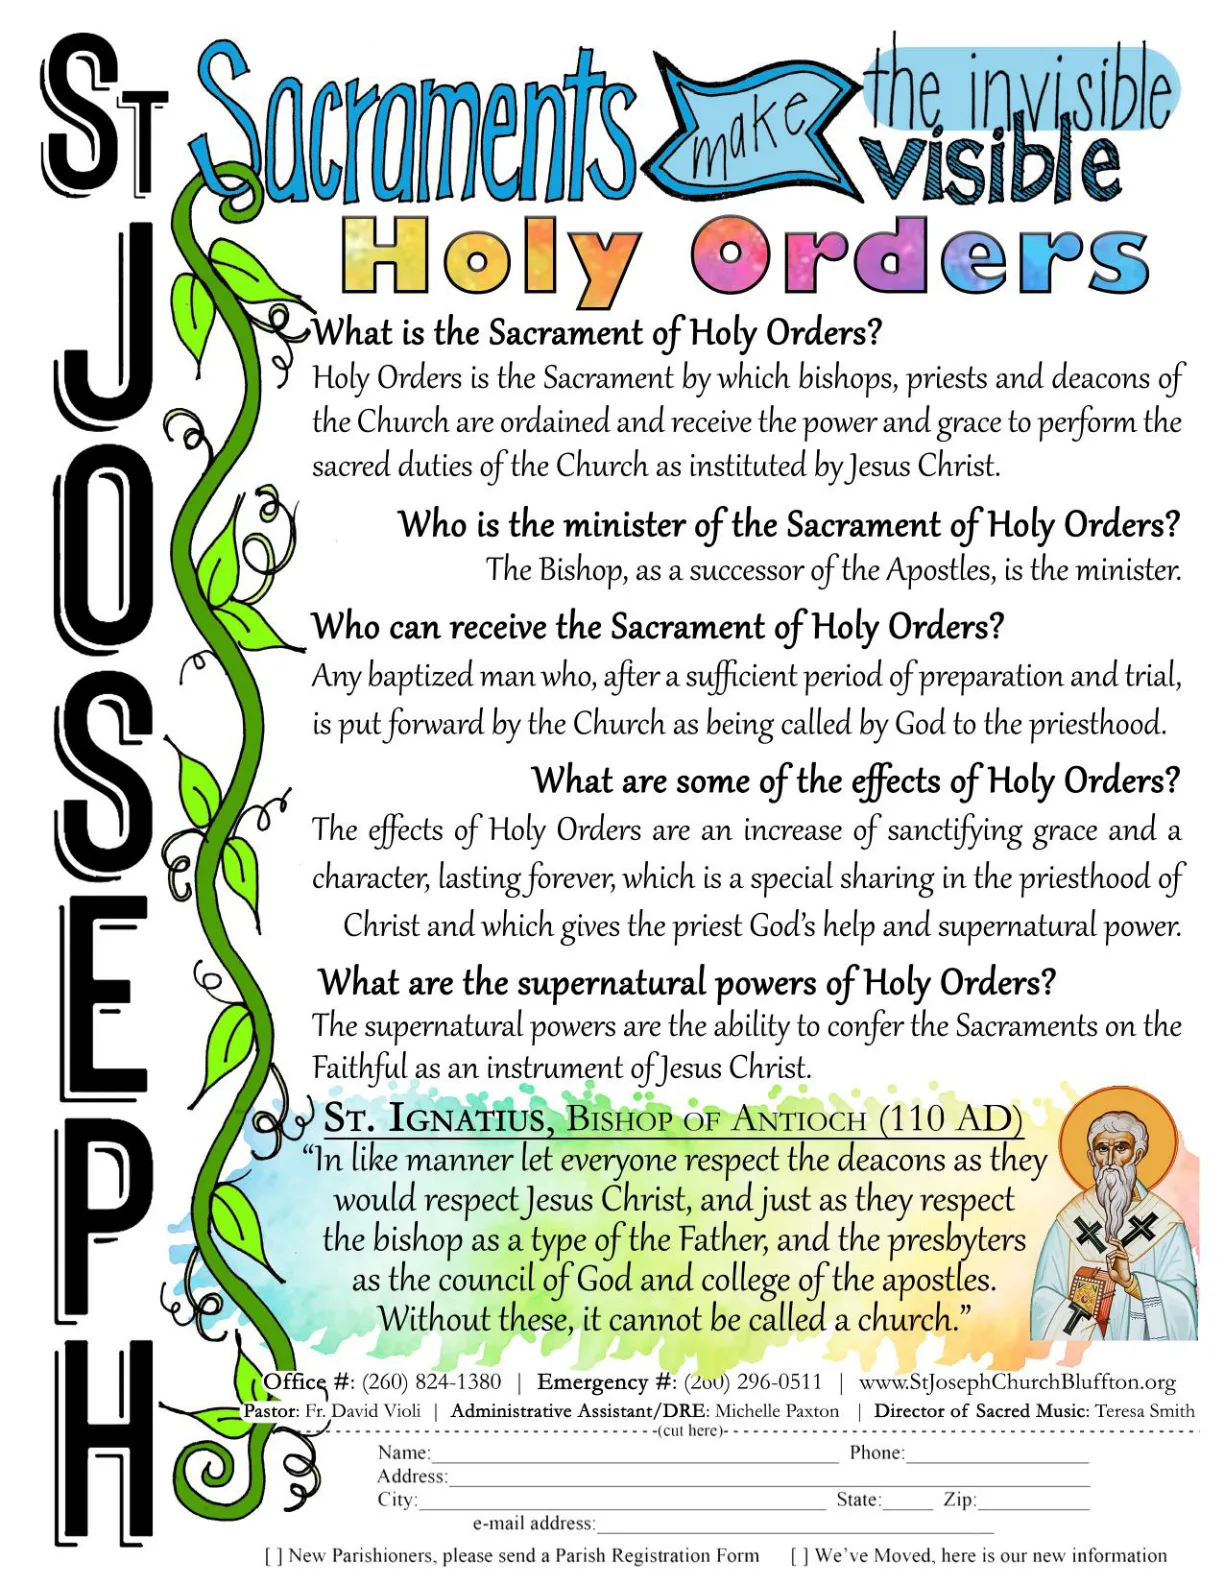 ST JOSEPH
Sacraments make the invisible
visible
Holy Orders
What is the Sacrament of Holy Orders?
Holy Orders is the Sacrament by which bishops, priests and deacons of
the Church are ordained and receive the power and grace to perform the
sacred duties of the Church as instituted by Jesus Christ.
Who is the minister of the Sacrament of Holy Orders?
The Bishop, as a successor of the Apostles, is the minister.
Who can receive the Sacrament of Holy Orders?
Any baptized man who, after a sufficient period of preparation and trial,
is put forward by the Church as being called by God to the priesthood.
What are some of the effects of Holy Orders?
The effects of Holy Orders are an increase of sanctifying grace and a
character, lasting forever, which is a special sharing in the priesthood of
Christ and which gives the priest God's help and supernatural power.
What are the supernatural powers of Holy Orders?
The supernatural powers are the ability to confer the Sacraments on the
Faithful as an instrument of Jesus Christ.
ST. IGNATIUS, BISHOP OF ANTIOCH (110 AD)
"In like manner let everyone respect the deacons as they
would respect Jesus Christ, and just as they respect
the bishop as a type of the Father, and the presbyters
as the council of God and college of the apostles.
Without these, it cannot be called a church."
Office #: (260) 824-1380 | Emergency #: (260) 296-0511 | www.StJosephChurchBluffton.org
Pastor: Fr. David Violi | Administrative Assistant/DRE: Michelle Paxton | Director of Sacred Music: Teresa Smith
(cut here)
Name: Phone:
Address:
City: State: Zip:
e-mail address:
[ ] New Parishioners, please send a Parish Registration Form [ ] We've Moved, here is our new information